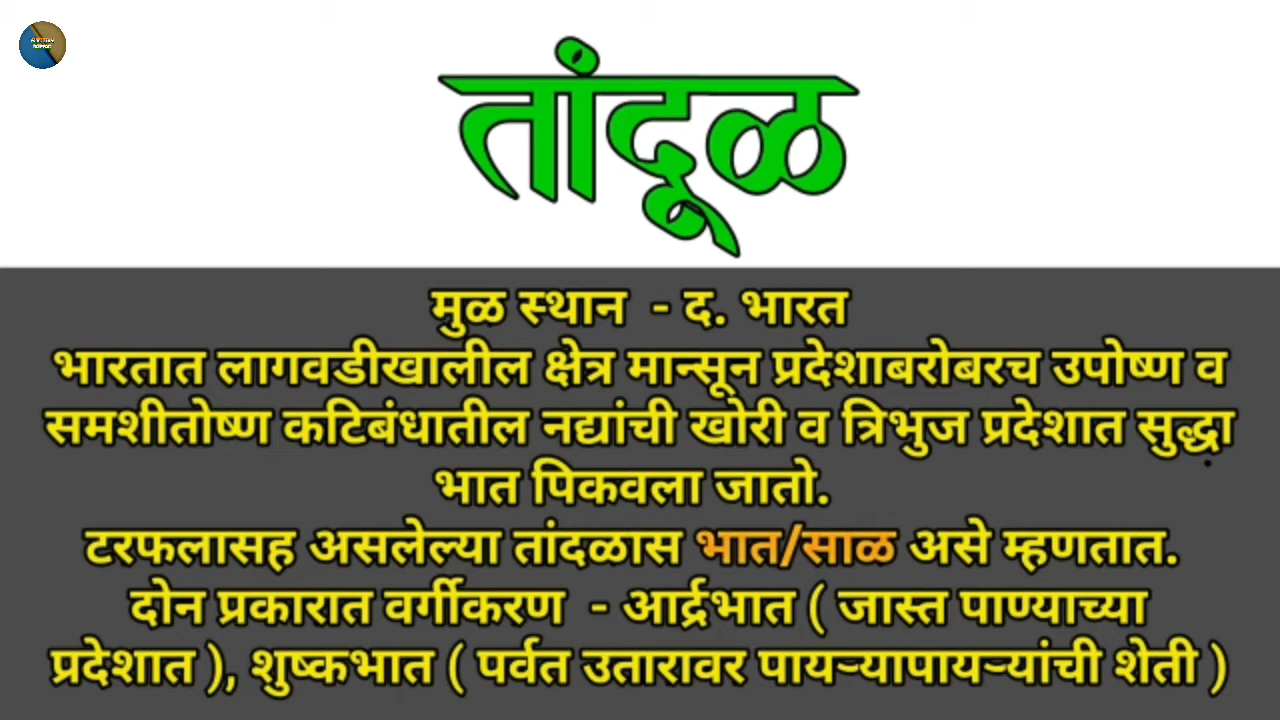 तांदूळ
मुळ स्थान - द. भारत
भारतात लागवडीखालील क्षेत्र मान्सून प्रदेशाबरोबरच उपोष्ण व
समशीतोष्ण कटिबंधातील नद्यांची खोरी व त्रिभुज प्रदेशात सुद्धा
भात पिकवला जातो.
टरफलासह असलेल्या तांदळास भात/साळ असे म्हणतात.
दोन प्रकारात वर्गीकरण - आर्द्रभात ( जास्त पाण्याच्या
प्रदेशात ), शुष्कभात ( पर्वत उतारावर पायऱ्यापायऱ्यांची शेती )